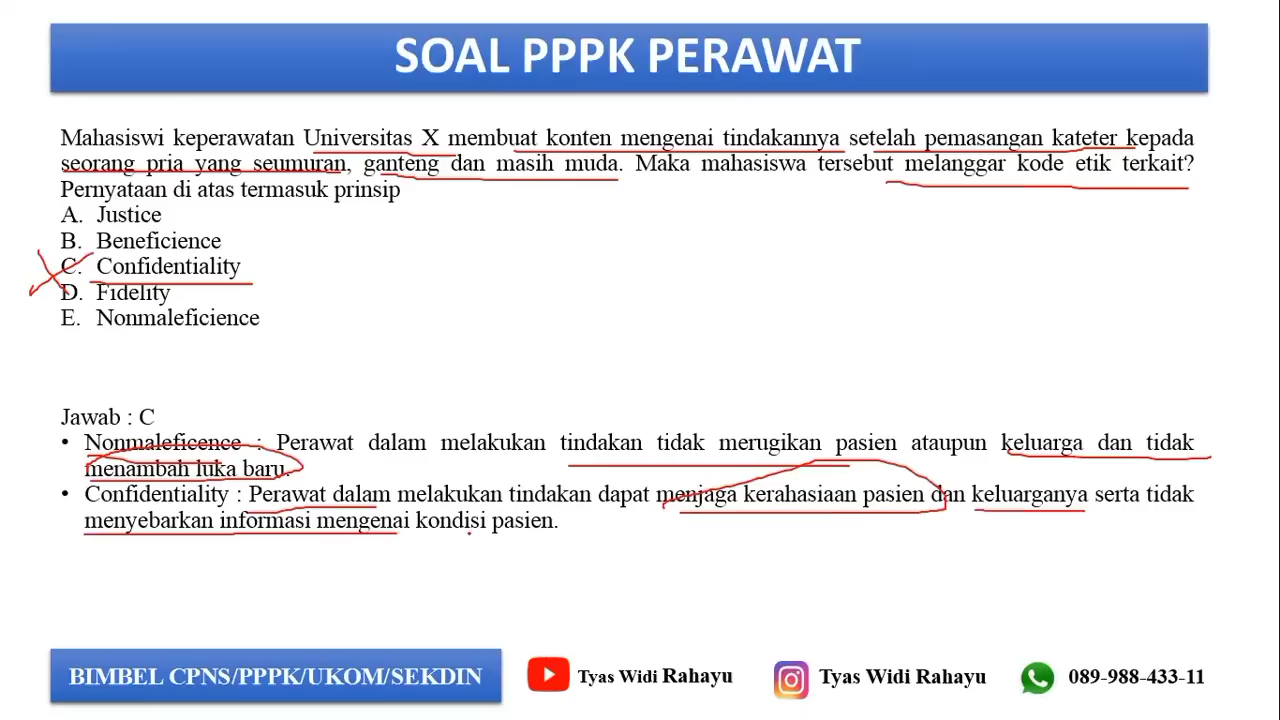 SOAL PPPK PERAWAT
Mahasiswi keperawatan Universitas X membuat konten mengenai tindakannya setelah pemasangan kateter kepada
seorang pria yang seumuran, ganteng dan masih muda. Maka mahasiswa tersebut melanggar kode etik terkait?
Pernyataan di atas termasuk prinsip
A. Justice
B. Beneficience
C. Confidentiality
D. Fidelity
E. Nonmaleficience
Jawab : C
• Nonmaleficence : Perawat dalam melakukan tindakan tidak merugikan pasien ataupun keluarga dan tidak
menambah luka baru.
• Confidentiality : Perawat dalam melakukan tindakan dapat menjaga kerahasiaan pasien dan keluarganya serta tidak
menyebarkan informasi mengenai kondisi pasien.
BIMBEL CPNS/PPPK/UKOM/SEKDIN
Tyas Widi Rahayu
Tyas Widi Rahayu
089-988-433-11